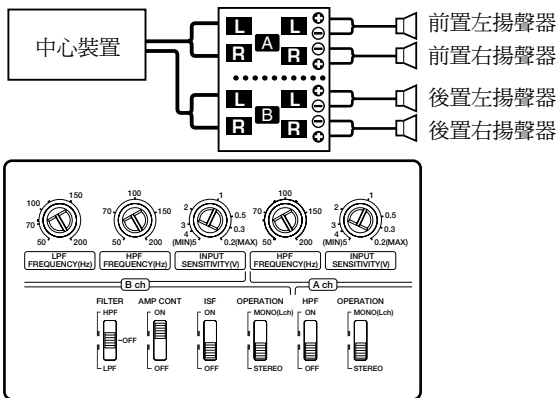 中心裝置
L L
A
R R
L L
B
R R
前置左揚聲器
前置右揚聲器
後置左揚聲器
後置右揚聲器
100 150
70
50 200
LPF
FREQUENCY(Hz)
100
70 150
50 200
HPF
FREQUENCY(Hz)
1
2
3 0.5
4 0.3
(MIN)5 0.2(MAX)
INPUT
SENSITIVITY(V)
100
70 150
50 200
HPF
FREQUENCY(Hz)
1
2
3 0.5
4 0.3
(MIN)5 0.2(MAX)
INPUT
SENSITIVITY(V)
B ch
A ch
FILTER AMP CONT ISF OPERATION HPF OPERATION
HPF ON ON MONO(Lch) ON MONO(Lch)
OFF
LPF OFF OFF STEREO OFF STEREO